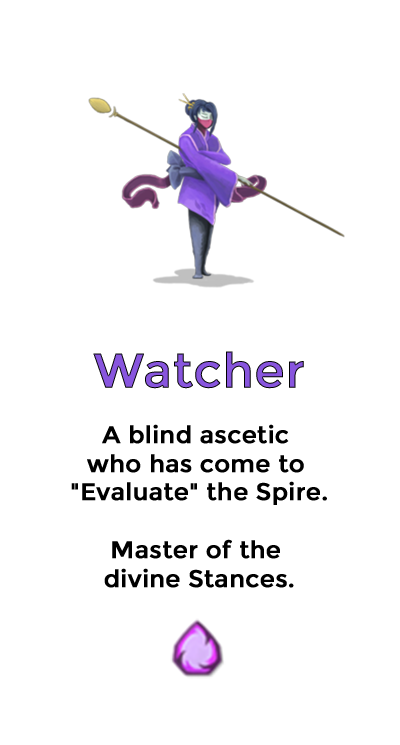 Watcher
A blind ascetic
who has come to
"Evaluate" the Spire.
Master of the
divine Stances.